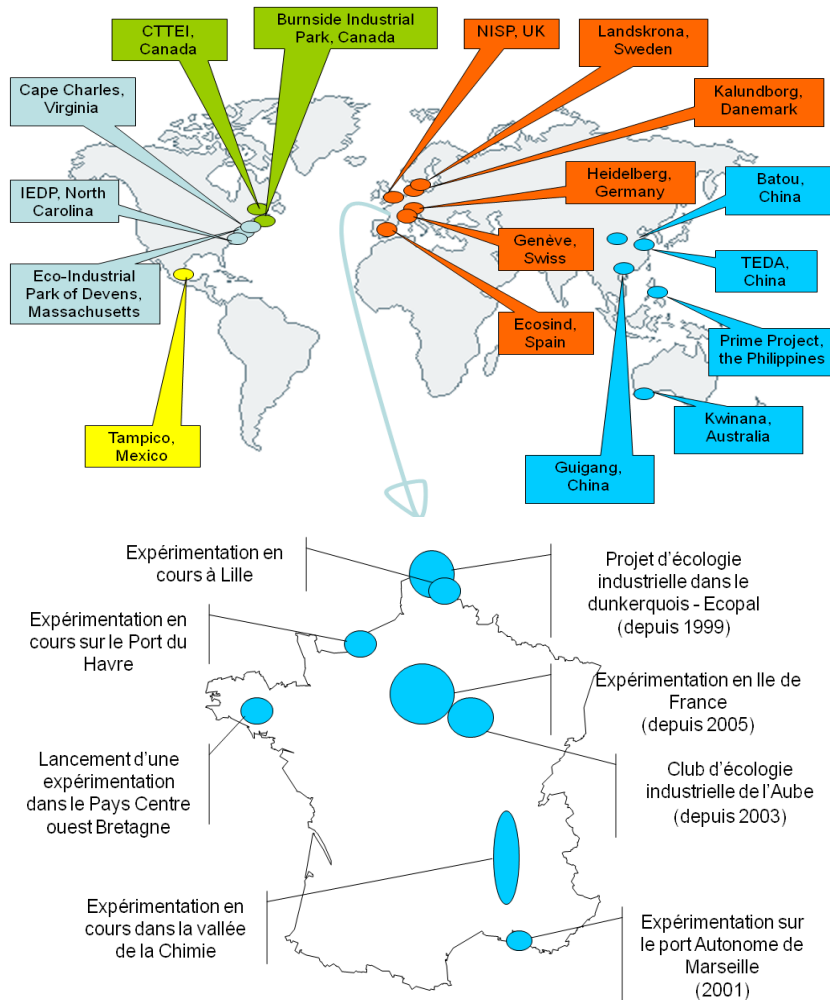 CTTEI,
Canada
Burnside Industrial
Park, Canada
NISP, UK
Landskrona,
Sweden
Cape Charles,
Virginia
Kalundborg,
Danemark
IEDP, North
Carolina
Heidelberg,
Germany
Batou,
China
Eco-Industrial
Park of Devens,
Massachusetts
Genève,
Swiss
TEDA,
China
Ecosind,
Spain
Prime Project,
the Philippines
Tampico,
Mexico
Kwinana,
Australia
Guigang,
China
Expérimentation en
cours à Lille
Projet d'écologie
industrielle dans le
dunkerquois - Ecopal
(depuis 1999)
Expérimentation en
cours sur le Port du
Havre
Expérimentation en Ile de
France
(depuis 2005)
Lancement d'une
expérimentation
dans le Pays Centre
ouest Bretagne
Club d'écologie
industrielle de l'Aube
(depuis 2003)
Expérimentation en
cours dans la vallée
de la Chimie
Expérimentation sur
le port Autonome de
Marseille
(2001)